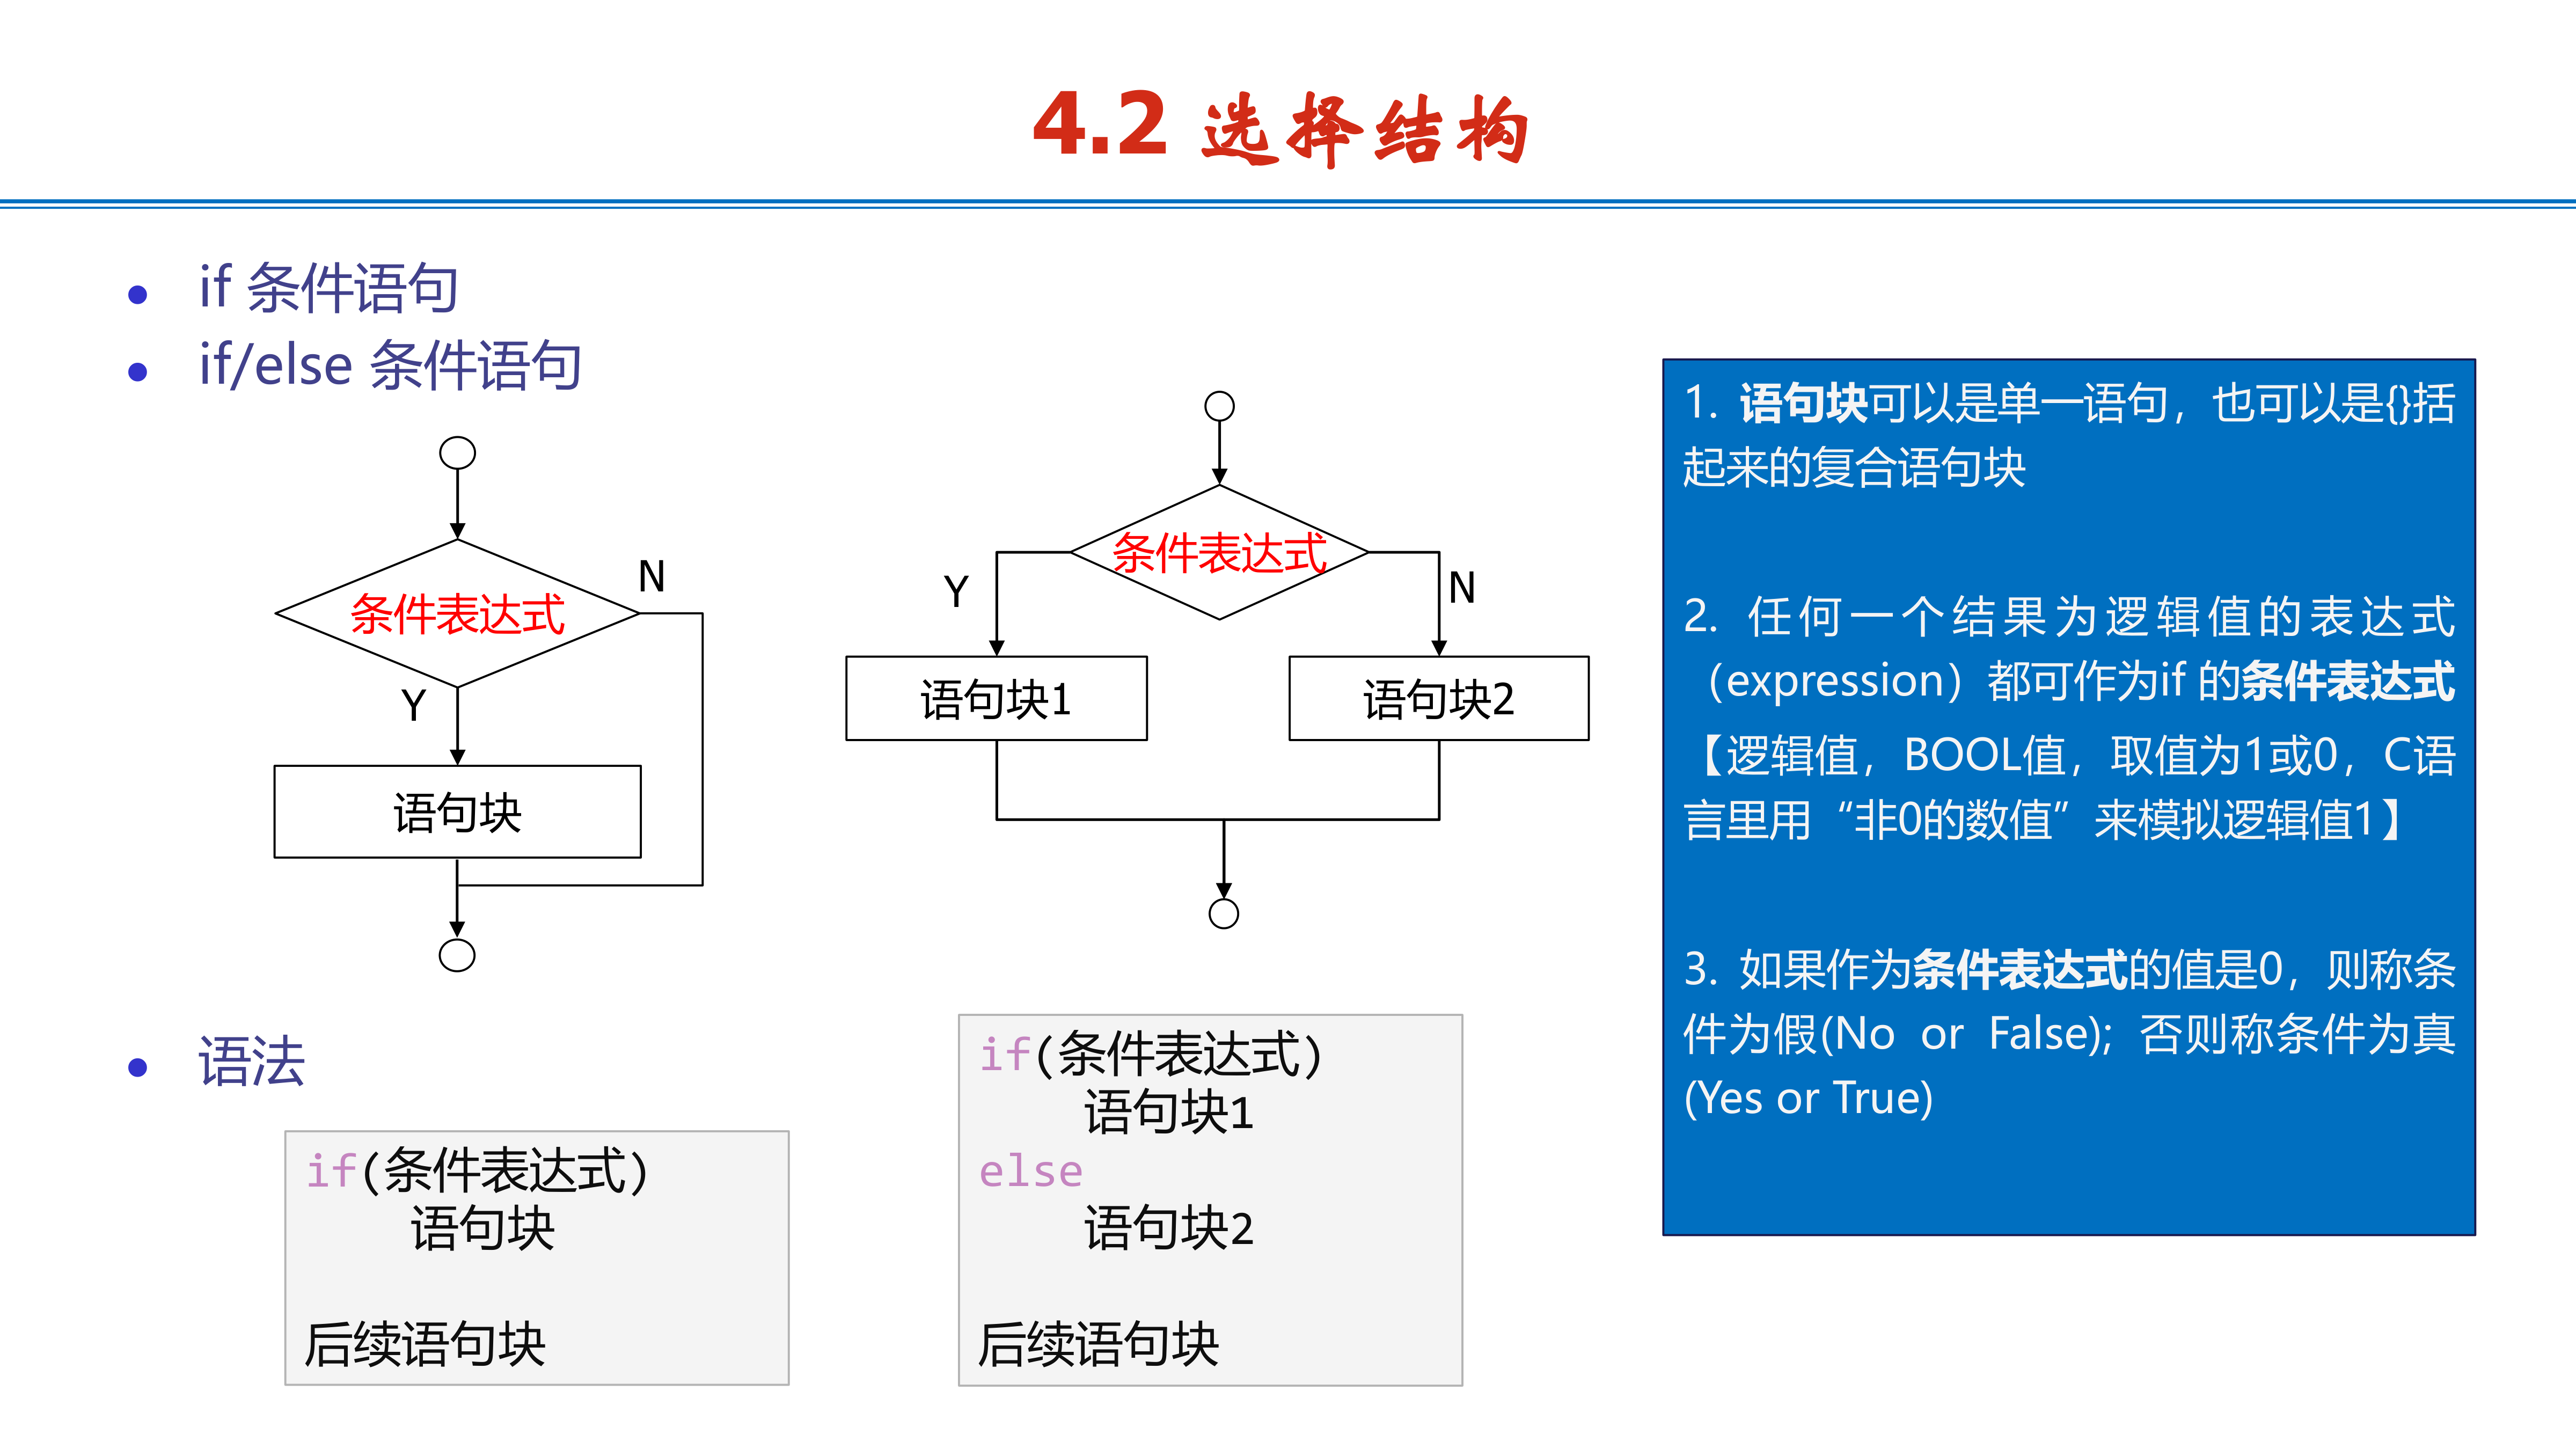 4.2 选择结构
if 条件语句
if/else 条件语句
条件表达式
N
Y
语句块
条件表达式
Y
N
语句块1
语句块2
语法
if(条件表达式)
语句块
后续语句块
if(条件表达式)
语句块1
else
语句块2
后续语句块
1. 语句块可以是单一语句，也可以是{}括
起来的复合语句块
2. 任何一个结果为逻辑值的表达式
（expression）都可作为if 的条件表达式
【逻辑值，BOOL值，取值为1或0，C语
言里用“非0的数值”来模拟逻辑值1】
3. 如果作为条件表达式的值是0，则称条
件为假(No or False); 否则称条件为真
(Yes or True)